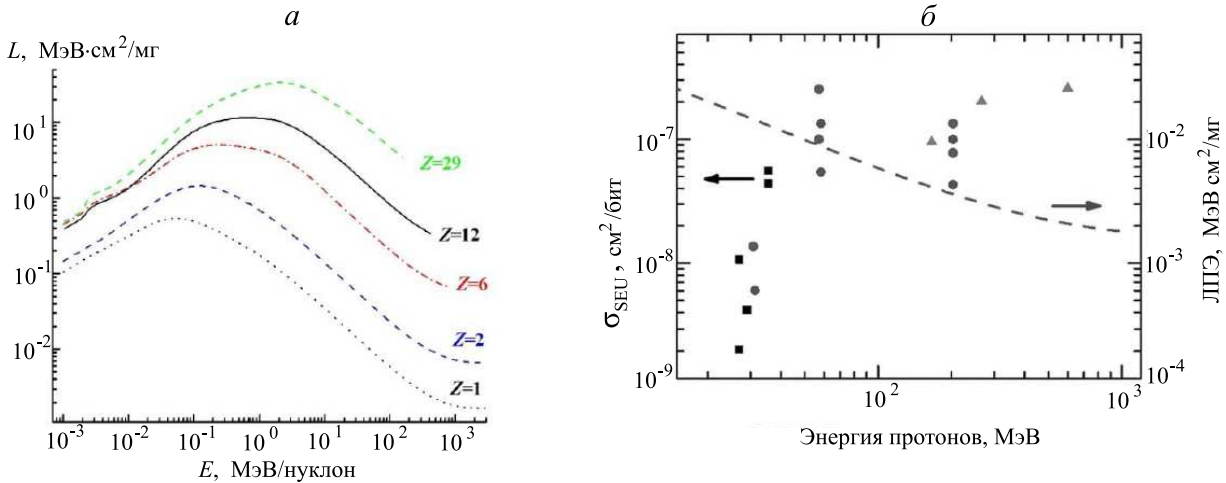 а
L, МэВ·см²/мг
10¹
10⁰
10⁻¹
10⁻²
Z=29
Z=12
Z=6
Z=2
Z=1
10⁻³ 10⁻² 10⁻¹ 10⁰ 10¹ 10² 10³
E, МэВ/нуклон
б
σSEU, см²/бит
10⁻⁷
10⁻⁸
10⁻⁹
10² 10³
Энергия протонов, МэВ
10⁻²
10⁻³
10⁻⁴
ЛПЭ, МэВ см²/мг